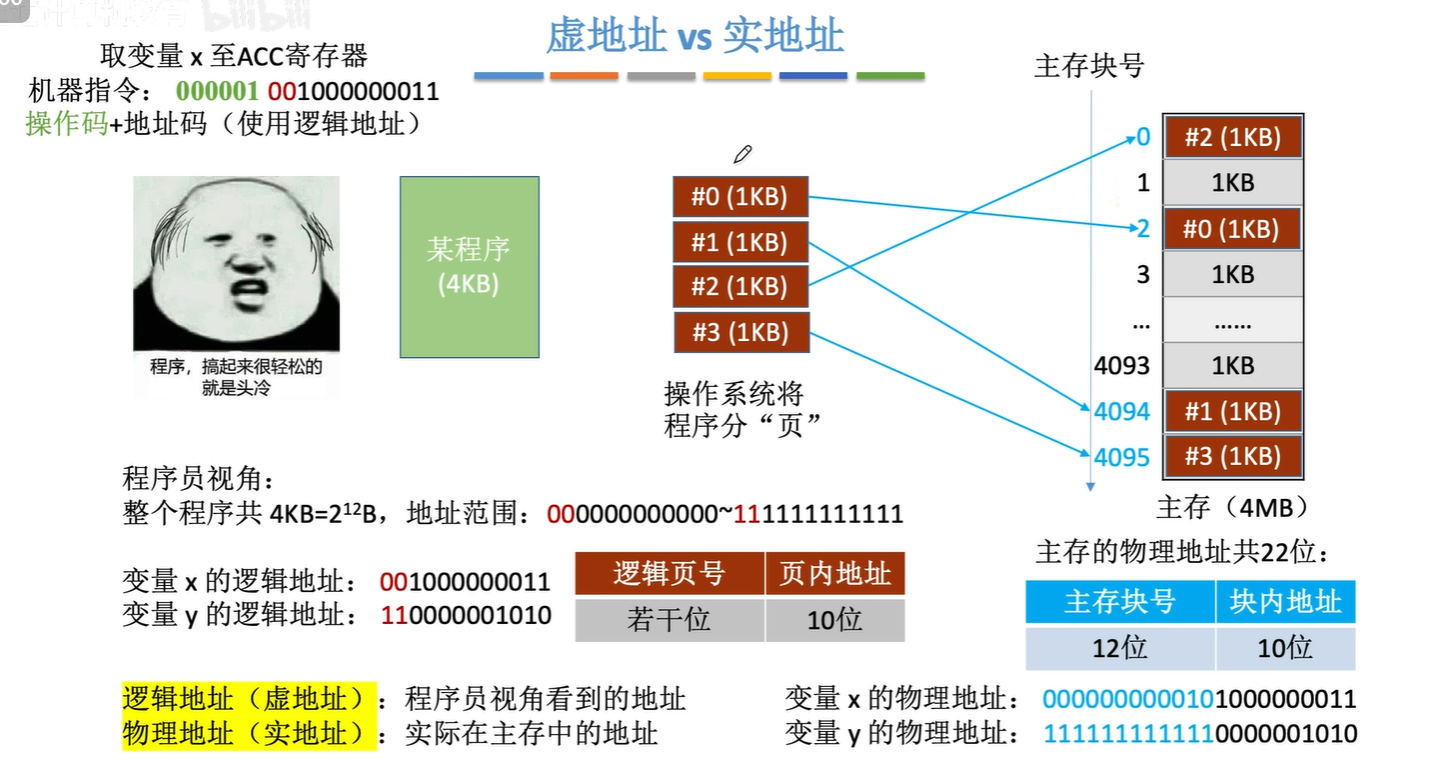 虚地址 vs 实地址
取变量 x 至ACC寄存器
机器指令： 000001 001000000011
操作码+地址码（使用逻辑地址）
程序，搞起来很轻松的
就是头冷
某程序
(4KB)
#0 (1KB)
#1 (1KB)
#2 (1KB)
#3 (1KB)
操作系统将
程序分“页”
主存块号
0 #2 (1KB)
1 1KB
2 #0 (1KB)
3 1KB
... ......
4093 1KB
4094 #1 (1KB)
4095 #3 (1KB)
主存（4MB）
程序员视角：
整个程序共 4KB=2¹²B，地址范围：000000000000~111111111111
变量 x 的逻辑地址： 001000000011
变量 y 的逻辑地址： 110000001010
逻辑页号 页内地址
若干位 10位
主存的物理地址共22位：
主存块号 块内地址
12位 10位
逻辑地址（虚地址）：程序员视角看到的地址
物理地址（实地址）：实际在主存中的地址
变量 x 的物理地址： 0000000000101000000011
变量 y 的物理地址： 1111111111110000001010